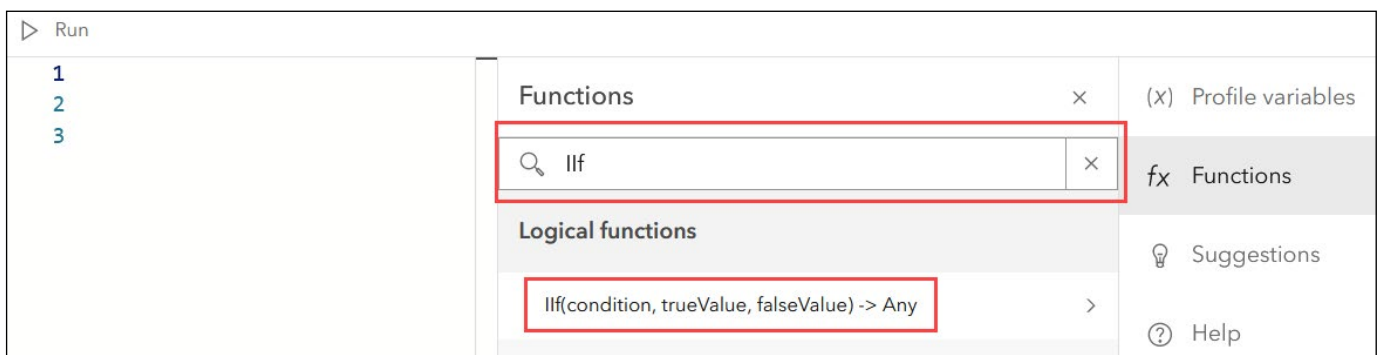 Run
1
2
3
Functions
IIf
Logical functions
IIf(condition, trueValue, falseValue) -> Any
(x) Profile variables
fx Functions
Suggestions
Help